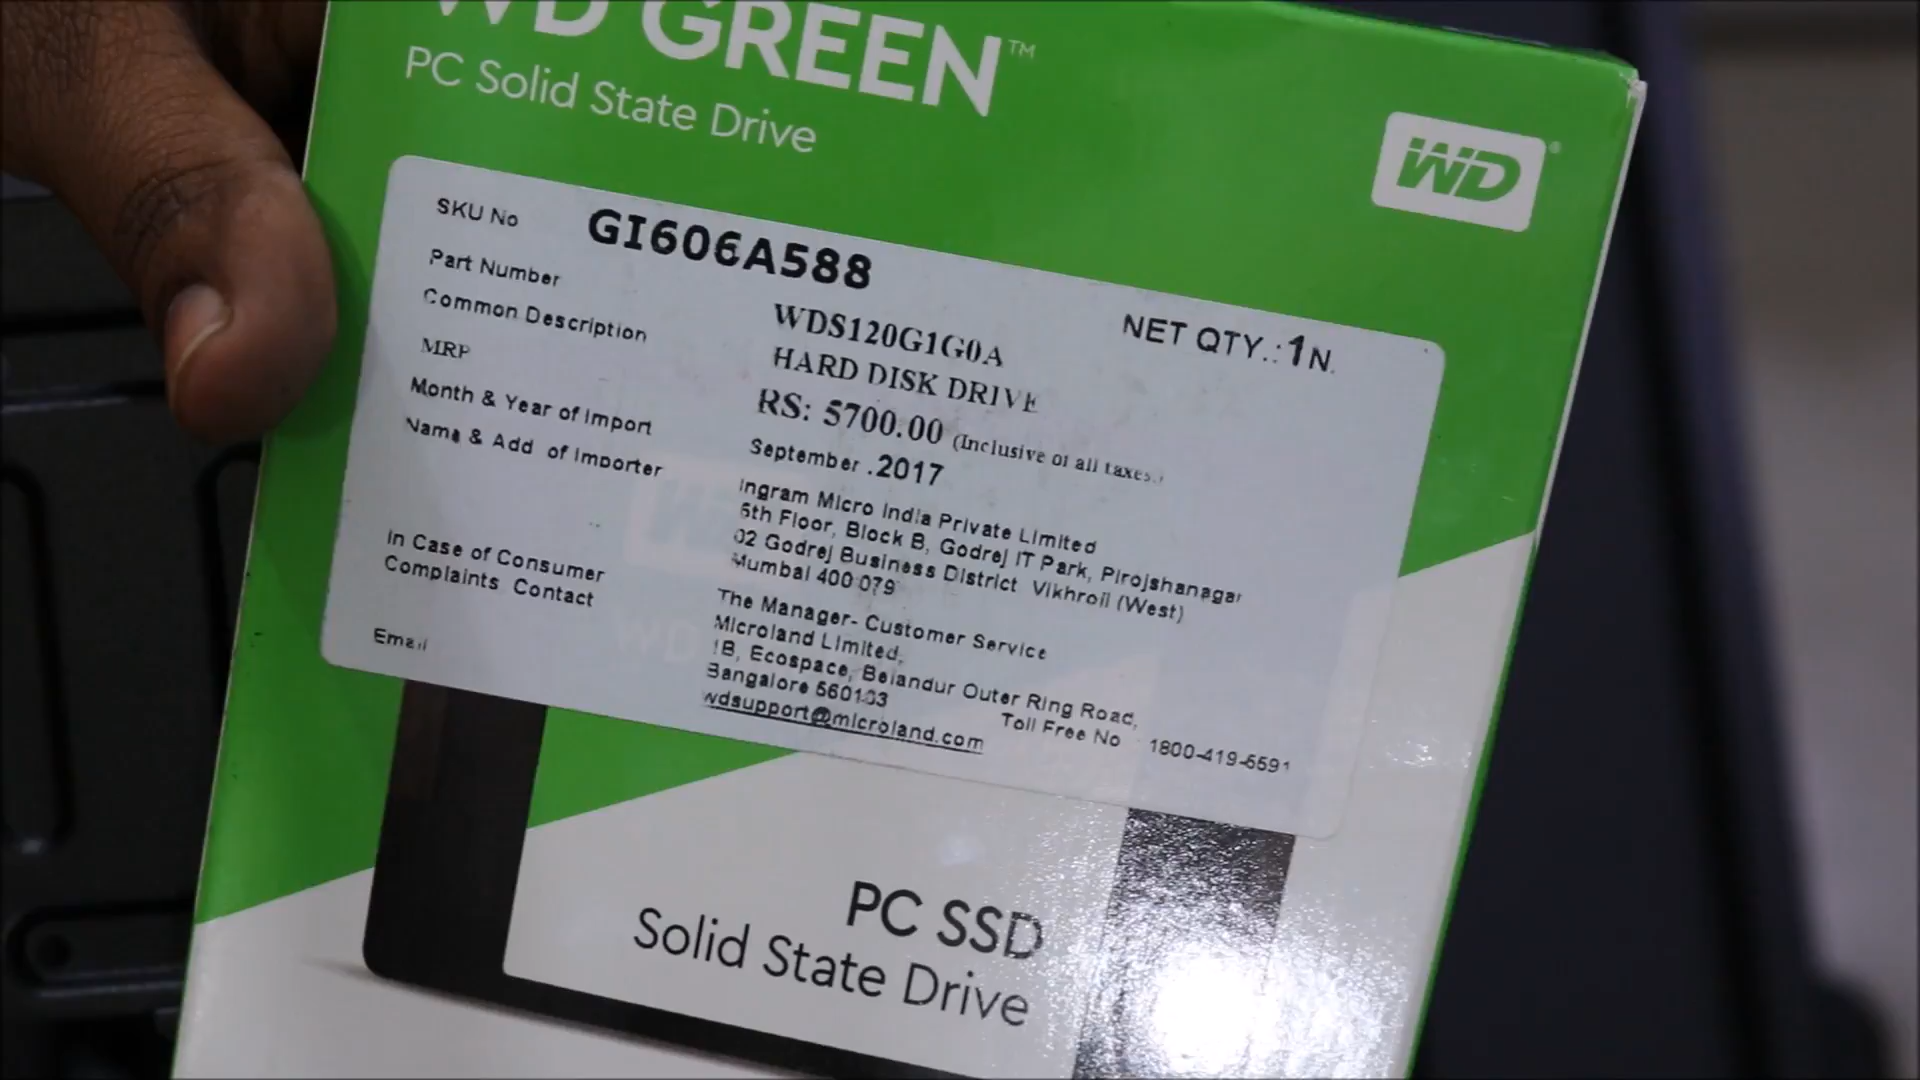 WD GREEN™
PC Solid State Drive
WD®
SKU No GI606A588
Part Number WDS120G1G0A NET QTY.:1N.
Common Description HARD DISK DRIVE
MRP RS: 5700.00 (Inclusive of all taxes.)
Month & Year of Import September .2017
Name & Add of Importer Ingram Micro India Private Limited
5th Floor, Block B, Godrej IT Park, Pirojshanagar
02 Godrej Business District Vikhroli (West)
Mumbai 400 079
In Case of Consumer The Manager- Customer Service
Complaints Contact Microland Limited,
1B, Ecospace, Belandur Outer Ring Road,
Bangalore 560103 Toll Free No 1800-419-5591
Email wdsupport@microland.com
PC SSD
Solid State Drive